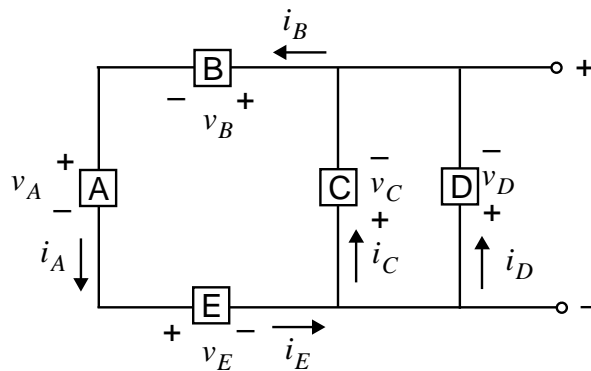 i_B
B
+
− +
v_B
+
−
−
v_A
A
C
v_C
D
v_D
−
+
+
i_A
i_C
i_D
E
+
−
−
v_E
i_E